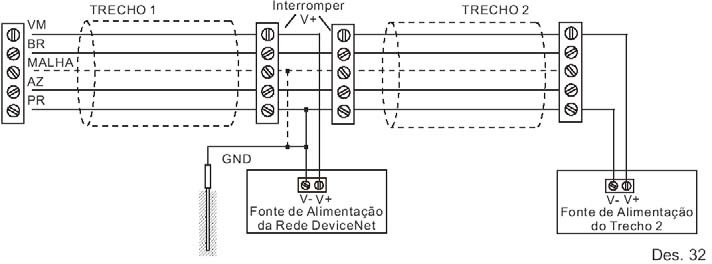 TRECHO 1
Interromper
V+
TRECHO 2
VM
BR
MALHA
AZ
PR
GND
V- V+
Fonte de Alimentação
da Rede DeviceNet
V- V+
Fonte de Alimentação
do Trecho 2
Des. 32